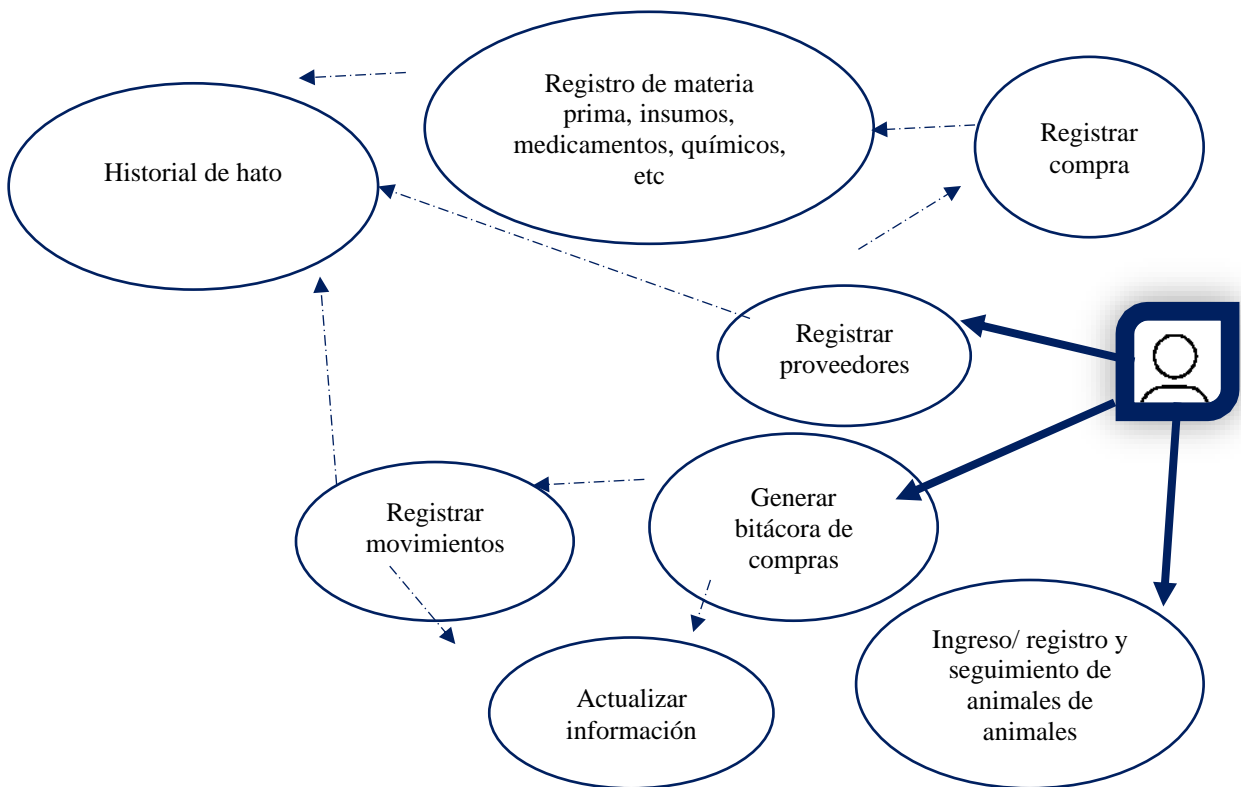 Registro de materia
prima, insumos,
medicamentos, químicos,
etc
Registrar
compra
Historial de hato
Registrar
proveedores
Generar
bitácora de
compras
Registrar
movimientos
Ingreso/ registro y
seguimiento de
animales de
animales
Actualizar
información